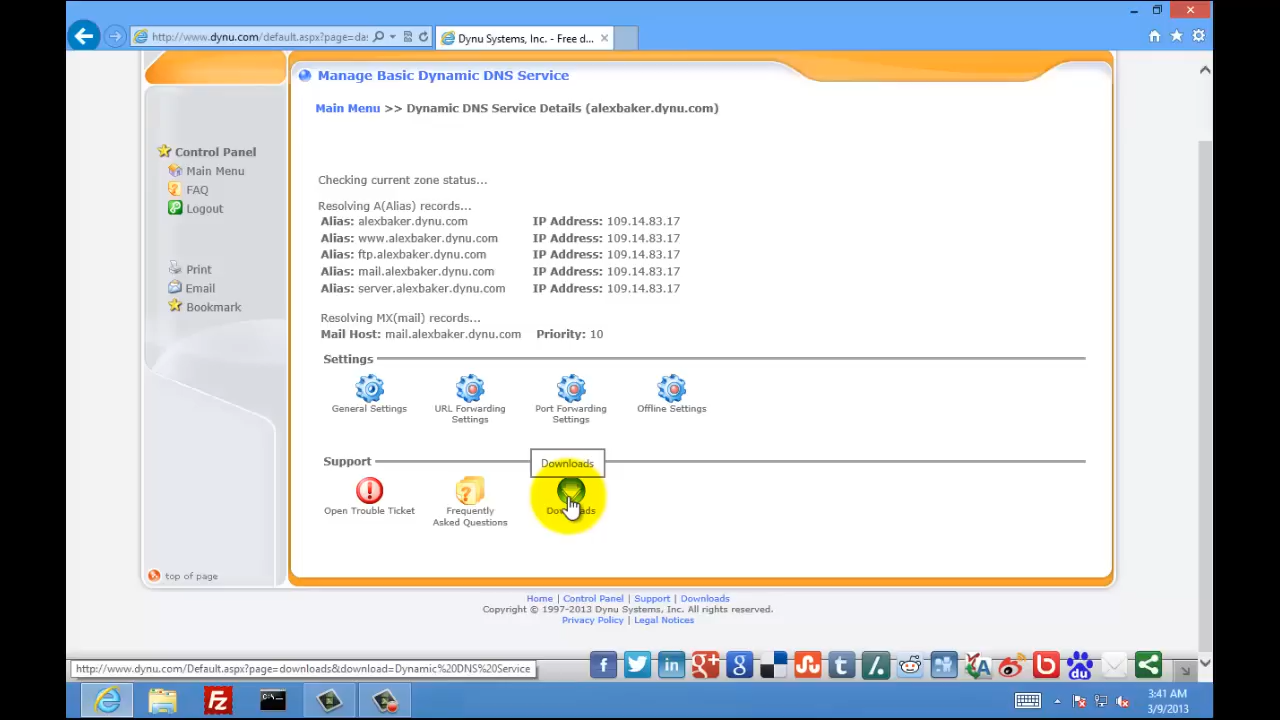 http://www.dynu.com/default.aspx?page=da
Dynu Systems, Inc. - Free d...
Manage Basic Dynamic DNS Service
Main Menu >> Dynamic DNS Service Details (alexbaker.dynu.com)
Control Panel
Main Menu
FAQ
Logout
Print
Email
Bookmark
Checking current zone status...
Resolving A(Alias) records...
Alias: alexbaker.dynu.com IP Address: 109.14.83.17
Alias: www.alexbaker.dynu.com IP Address: 109.14.83.17
Alias: ftp.alexbaker.dynu.com IP Address: 109.14.83.17
Alias: mail.alexbaker.dynu.com IP Address: 109.14.83.17
Alias: server.alexbaker.dynu.com IP Address: 109.14.83.17
Resolving MX(mail) records...
Mail Host: mail.alexbaker.dynu.com Priority: 10
Settings
General Settings
URL Forwarding
Settings
Port Forwarding
Settings
Offline Settings
Support
Downloads
Open Trouble Ticket
Frequently
Asked Questions
top of page
Home | Control Panel | Support | Downloads
Copyright © 1997-2013 Dynu Systems, Inc. All rights reserved.
Privacy Policy | Legal Notices
http://www.dynu.com/Default.aspx?page=downloads&download=Dynamic%20DNS%20Service
du
3:41 AM
3/9/2013